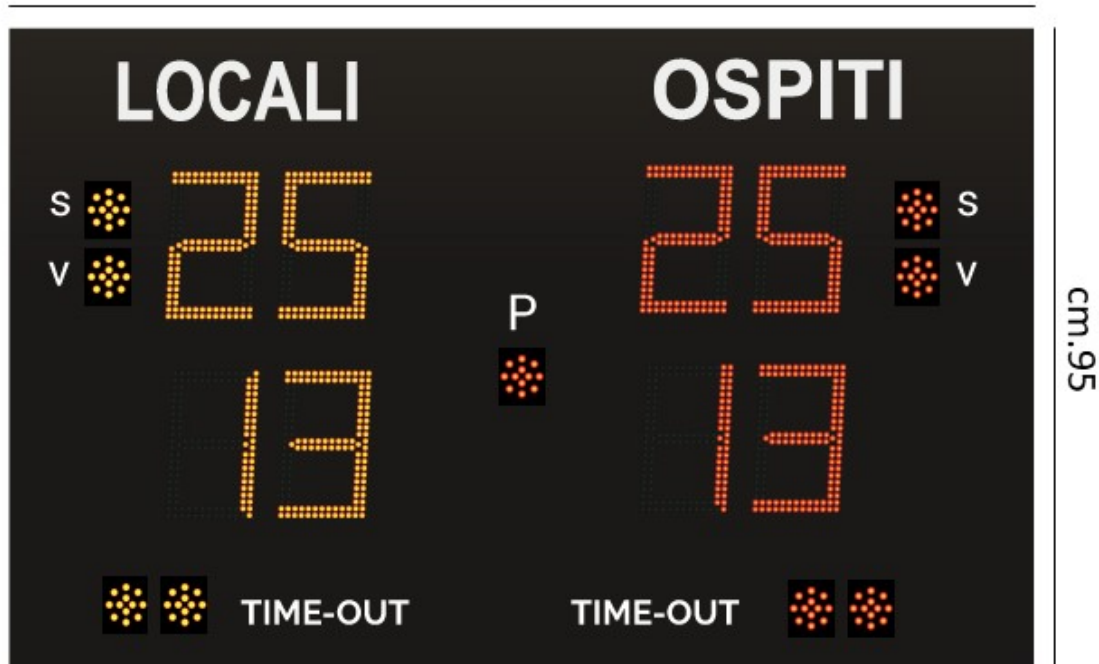 LOCALI OSPITI
S 25 25 S
V V
P
13 13
TIME-OUT TIME-OUT
cm.95